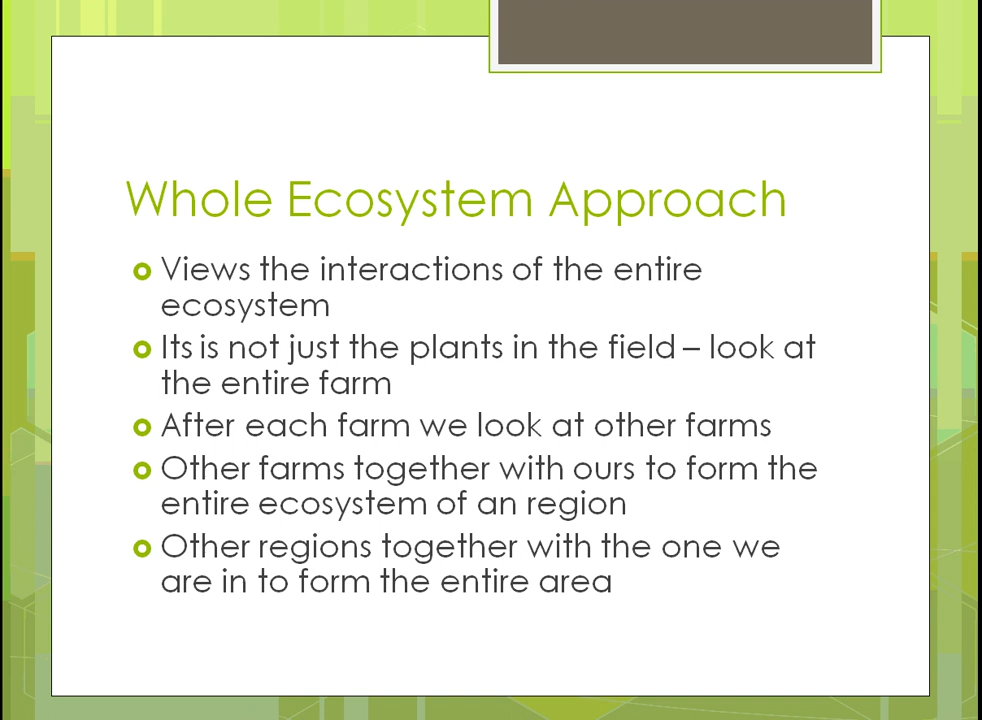 Whole Ecosystem Approach
Views the interactions of the entire
ecosystem
Its is not just the plants in the field – look at
the entire farm
After each farm we look at other farms
Other farms together with ours to form the
entire ecosystem of an region
Other regions together with the one we
are in to form the entire area